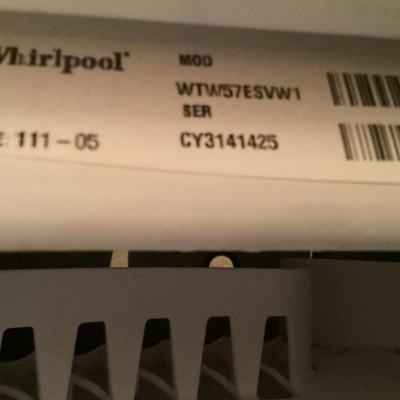 Whirlpool®
MOD
WTW57ESVW1
SER
: 111-05
CY3141425